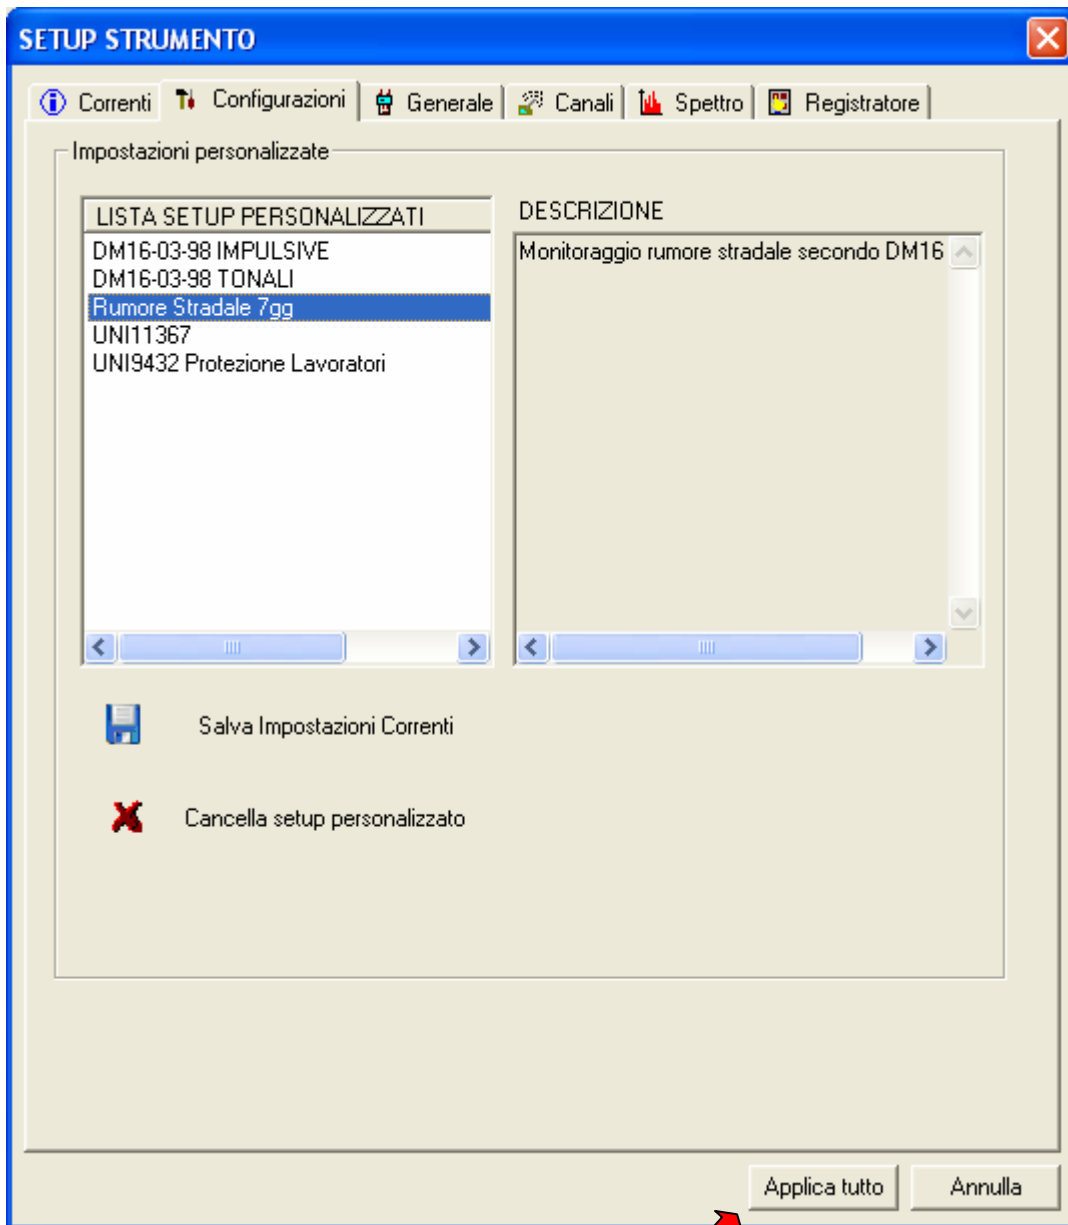 SETUP STRUMENTO
Correnti
Configurazioni
Generale
Canali
Spettro
Registratore
Impostazioni personalizzate
LISTA SETUP PERSONALIZZATI
DM16-03-98 IMPULSIVE
DM16-03-98 TONALI
Rumore Stradale 7gg
UNI11367
UNI9432 Protezione Lavoratori
DESCRIZIONE
Monitoraggio rumore stradale secondo DM16
Salva Impostazioni Correnti
Cancella setup personalizzato
Applica tutto
Annulla